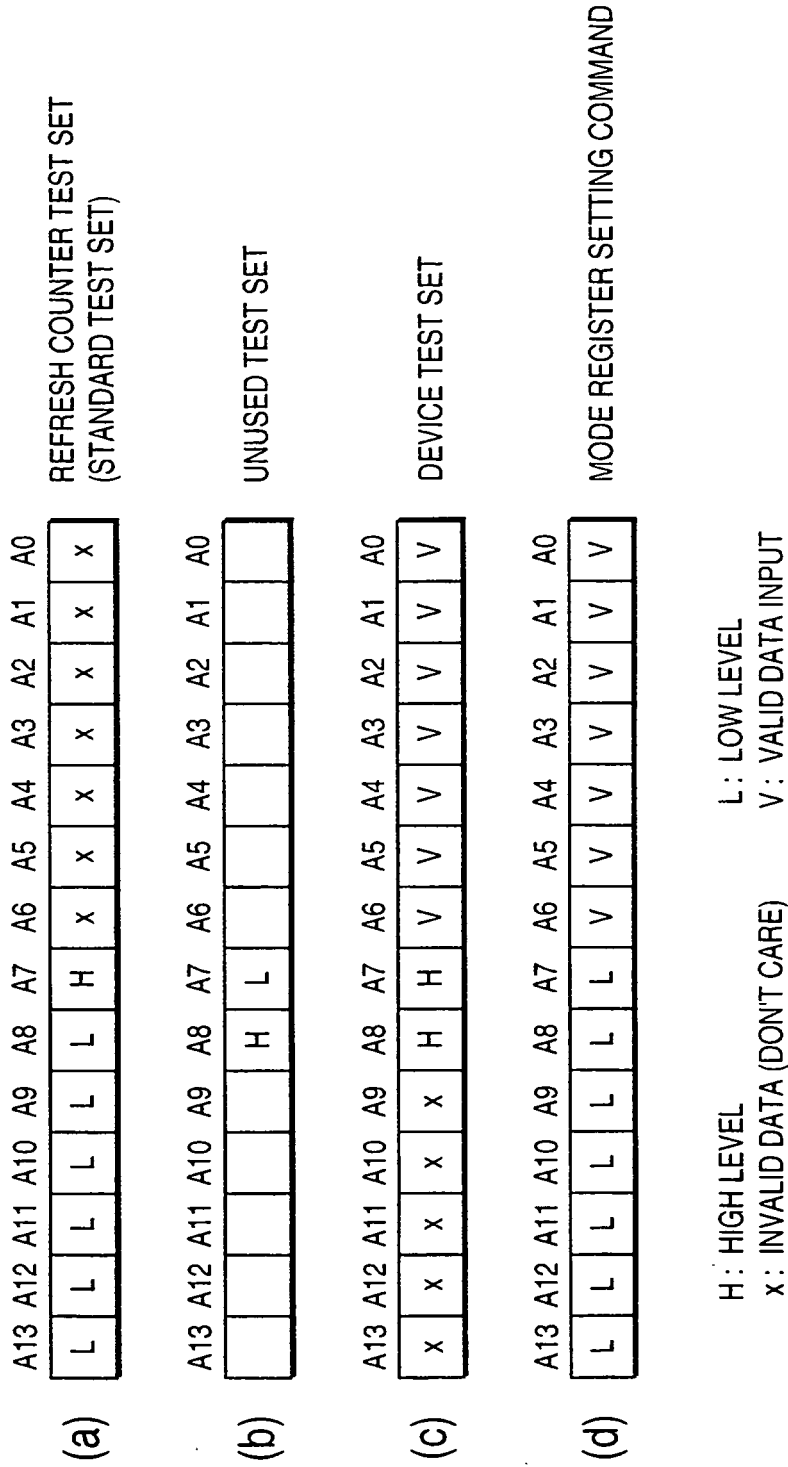 A13 A12 A11 A10 A9 A8 A7 A6 A5 A4 A3 A2 A1 A0
(a) L L L L L L H x x x x x x x REFRESH COUNTER TEST SET
(STANDARD TEST SET)
A13 A12 A11 A10 A9 A8 A7 A6 A5 A4 A3 A2 A1 A0
(b) H L UNUSED TEST SET
A13 A12 A11 A10 A9 A8 A7 A6 A5 A4 A3 A2 A1 A0
(c) x x x x x H H V V V V V V V DEVICE TEST SET
A13 A12 A11 A10 A9 A8 A7 A6 A5 A4 A3 A2 A1 A0
(d) L L L L L L L V V V V V V V MODE REGISTER SETTING COMMAND
H : HIGH LEVEL L : LOW LEVEL
x : INVALID DATA (DON'T CARE) V : VALID DATA INPUT